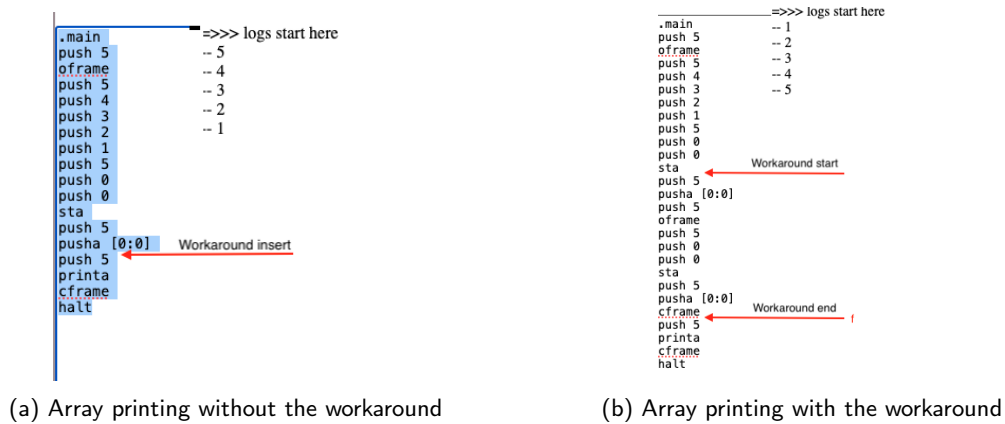 .main
push 5
oframe
push 5
push 4
push 3
push 2
push 1
push 5
push 0
push 0
sta
push 5
pusha [0:0]
push 5
printa
cframe
halt
=>>> logs start here
-- 5
-- 4
-- 3
-- 2
-- 1
Workaround insert
(a) Array printing without the workaround
.main
push 5
oframe
push 5
push 4
push 3
push 2
push 1
push 5
push 0
push 0
sta
push 5
pusha [0:0]
push 5
oframe
push 5
push 0
push 0
sta
push 5
pusha [0:0]
cframe
push 5
printa
cframe
halt
=>>> logs start here
-- 1
-- 2
-- 3
-- 4
-- 5
Workaround start
Workaround end
(b) Array printing with the workaround